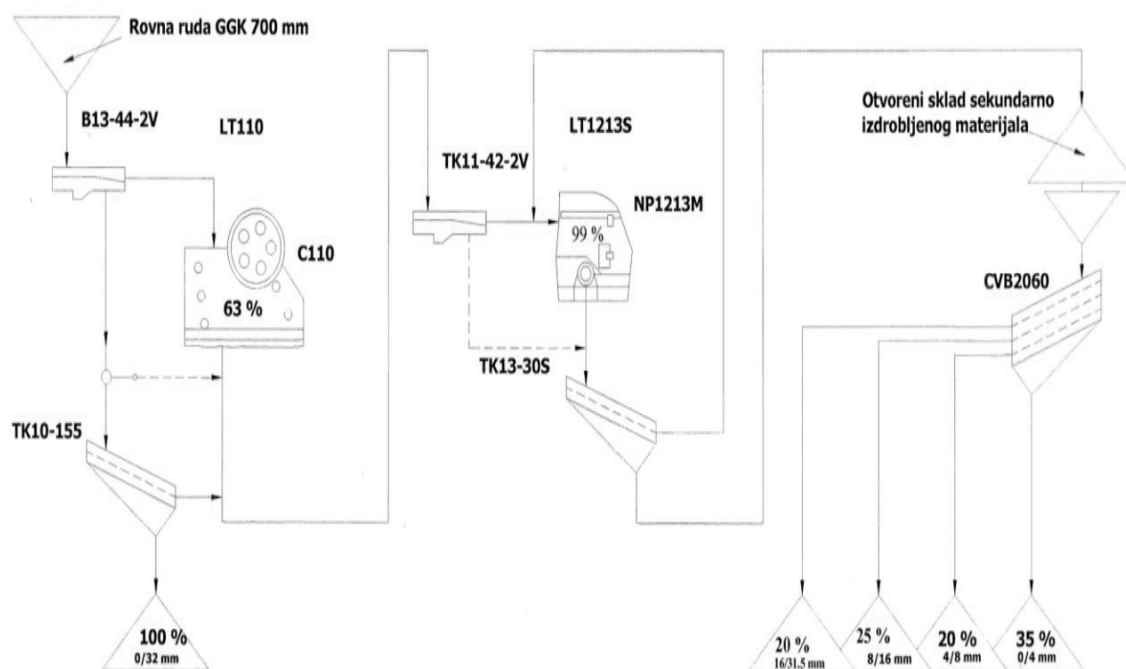 Rovna ruda GGK 700 mm
B13-44-2V
LT110
C110
63 %
TK10-155
100 %
0/32 mm
TK11-42-2V
LT1213S
NP1213M
99 %
TK13-30S
Otvoreni sklad sekundarno
izdrobljenog materijala
CVB2060
20 %
16/31,5 mm
25 %
8/16 mm
20 %
4/8 mm
35 %
0/4 mm